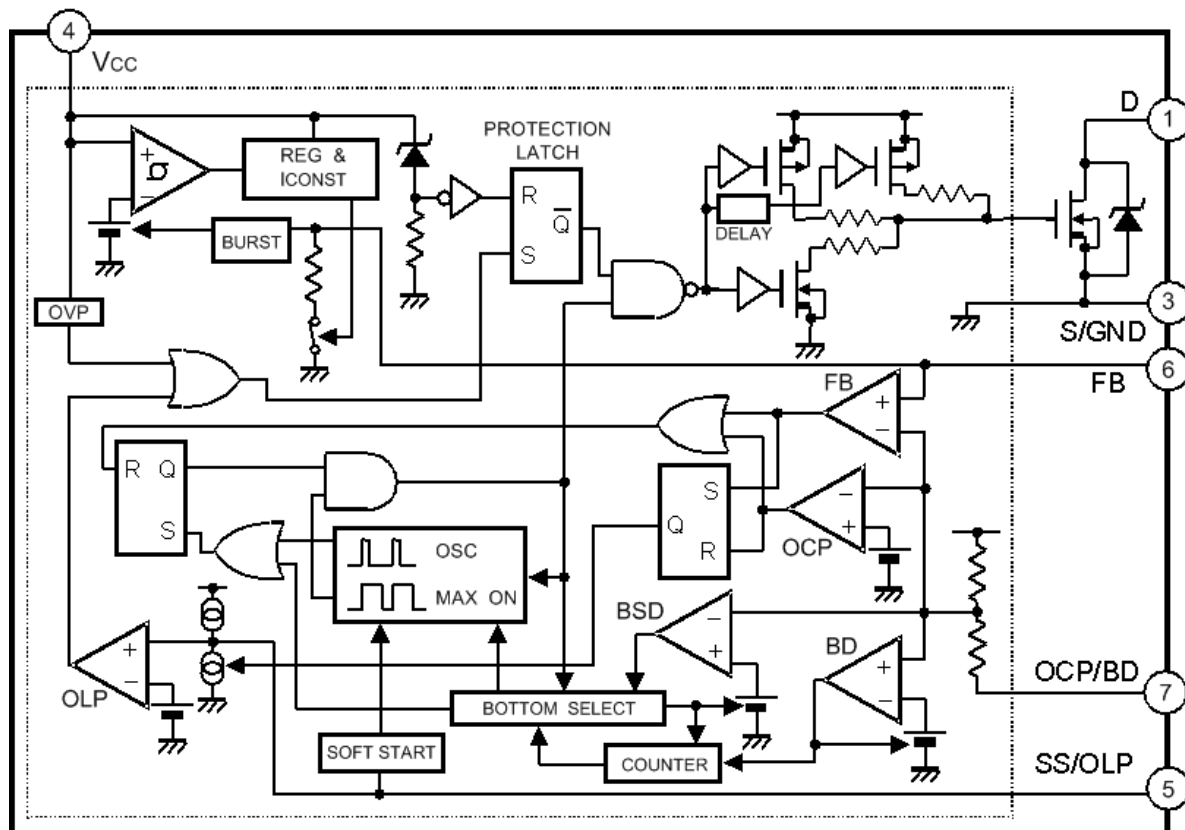 4
VCC
D
1
PROTECTION
LATCH
REG &
ICONST
+
−
R
Q
S
BURST
DELAY
OVP
3
S/GND
6
FB
FB
+
−
R Q
S
S
Q
R
−
+
OCP
OSC
MAX ON
BSD
−
+
BD
+
−
OCP/BD
7
+
−
OLP
BOTTOM SELECT
SOFT START
COUNTER
SS/OLP
5